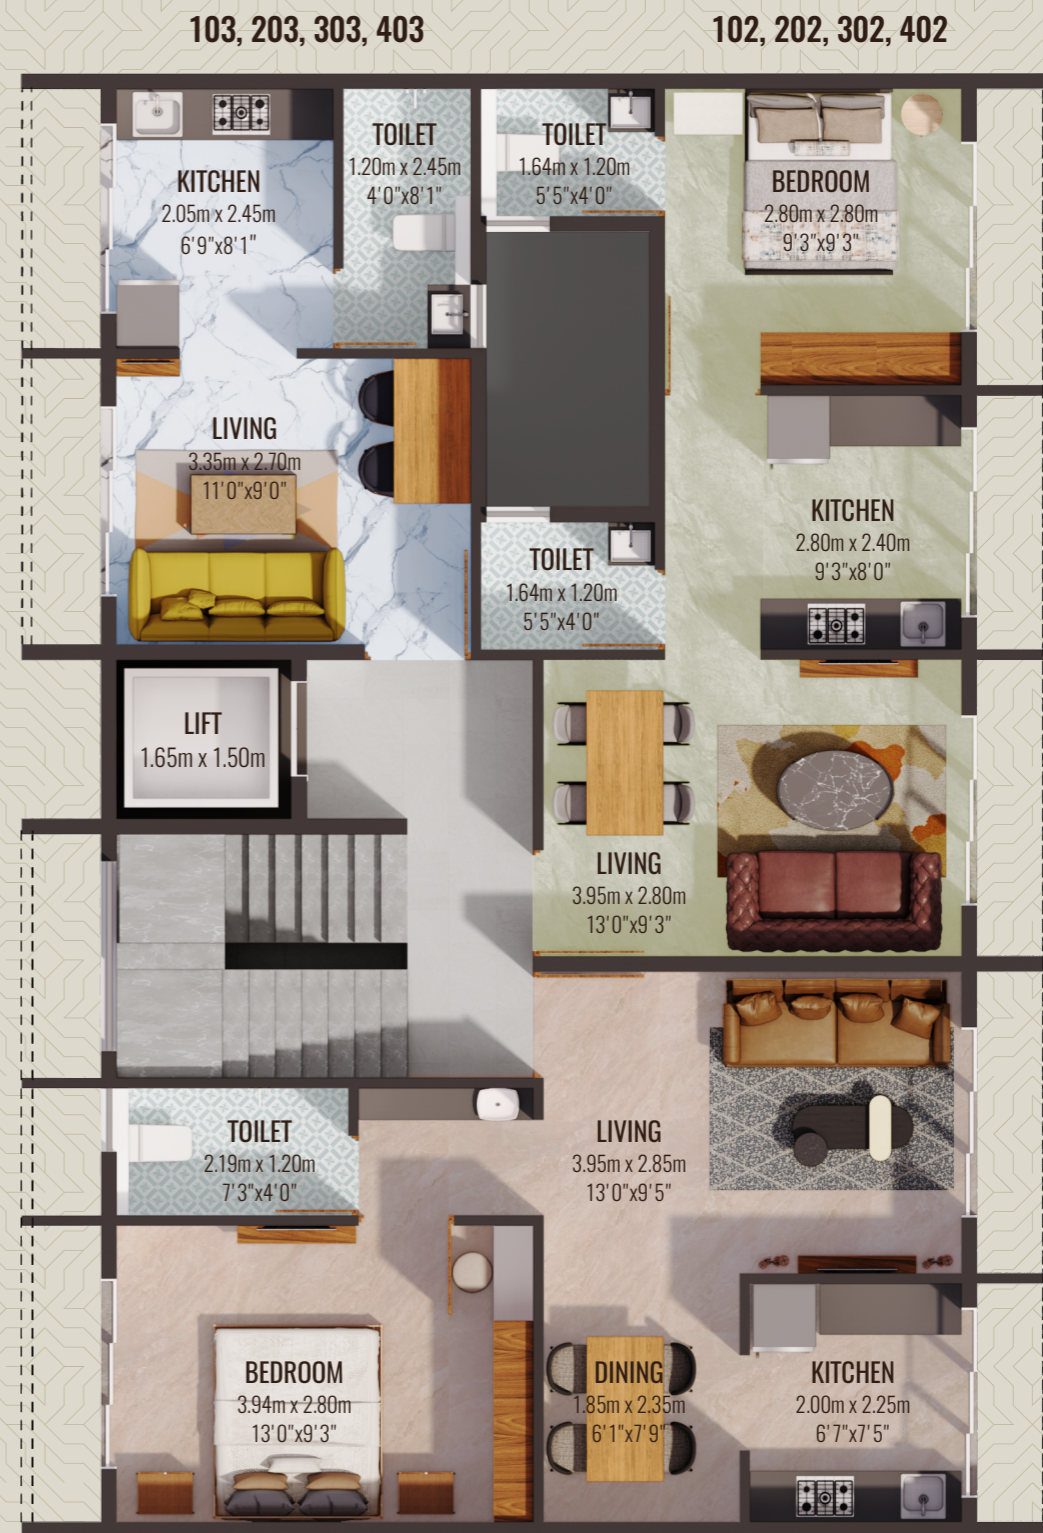 103, 203, 303, 403
102, 202, 302, 402
KITCHEN
2.05m x 2.45m
6'9"x8'1"
TOILET
1.20m x 2.45m
4'0"x8'1"
TOILET
1.64m x 1.20m
5'5"x4'0"
BEDROOM
2.80m x 2.80m
9'3"x9'3"
LIVING
3.35m x 2.70m
11'0"x9'0"
KITCHEN
2.80m x 2.40m
9'3"x8'0"
TOILET
1.64m x 1.20m
5'5"x4'0"
LIFT
1.65m x 1.50m
LIVING
3.95m x 2.80m
13'0"x9'3"
TOILET
2.19m x 1.20m
7'3"x4'0"
LIVING
3.95m x 2.85m
13'0"x9'5"
BEDROOM
3.94m x 2.80m
13'0"x9'3"
DINING
1.85m x 2.35m
6'1"x7'9"
KITCHEN
2.00m x 2.25m
6'7"x7'5"